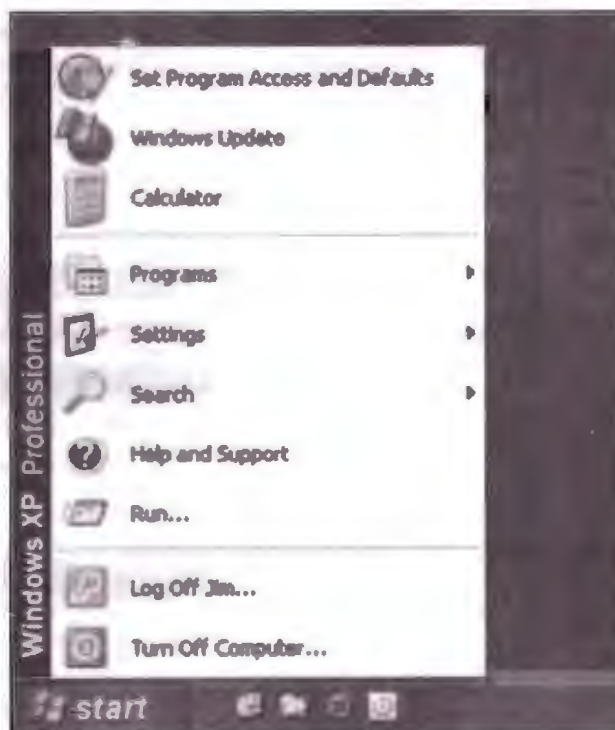 Set Program Access and Defaults
Windows Update
Calculator
Programs
Settings
Search
Help and Support
Run...
Log Off Jim...
Turn Off Computer...
Windows XP Professional
start